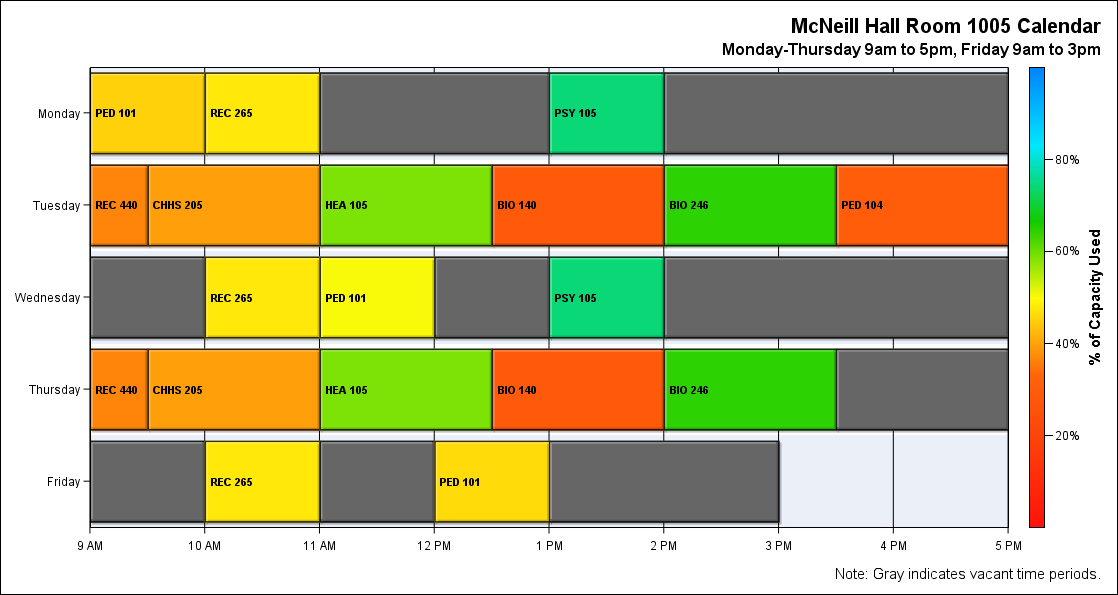 McNeill Hall Room 1005 Calendar
Monday-Thursday 9am to 5pm, Friday 9am to 3pm
Monday
PED 101
REC 265
PSY 105
Tuesday
REC 440
CHHS 205
HEA 105
BIO 140
BIO 246
PED 104
Wednesday
REC 265
PED 101
PSY 105
Thursday
REC 440
CHHS 205
HEA 105
BIO 140
BIO 246
Friday
REC 265
PED 101
9 AM
10 AM
11 AM
12 PM
1 PM
2 PM
3 PM
4 PM
5 PM
80%
60%
40%
20%
% of Capacity Used
Note: Gray indicates vacant time periods.